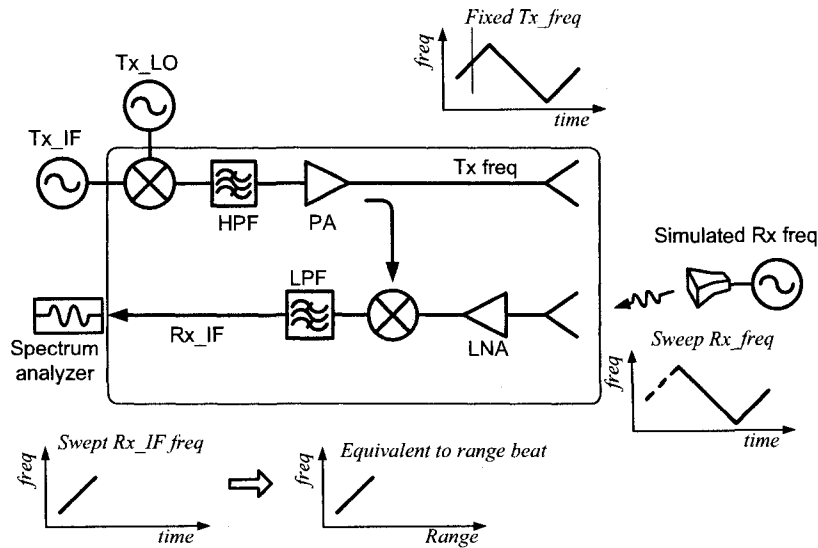 Fixed Tx_freq
freq
time
Tx_LO
Tx_IF
HPF
PA
Tx freq
Simulated Rx freq
LPF
Rx_IF
LNA
Spectrum
analyzer
Sweep Rx_freq
freq
time
Swept Rx_IF freq
freq
time
Equivalent to range beat
freq
Range